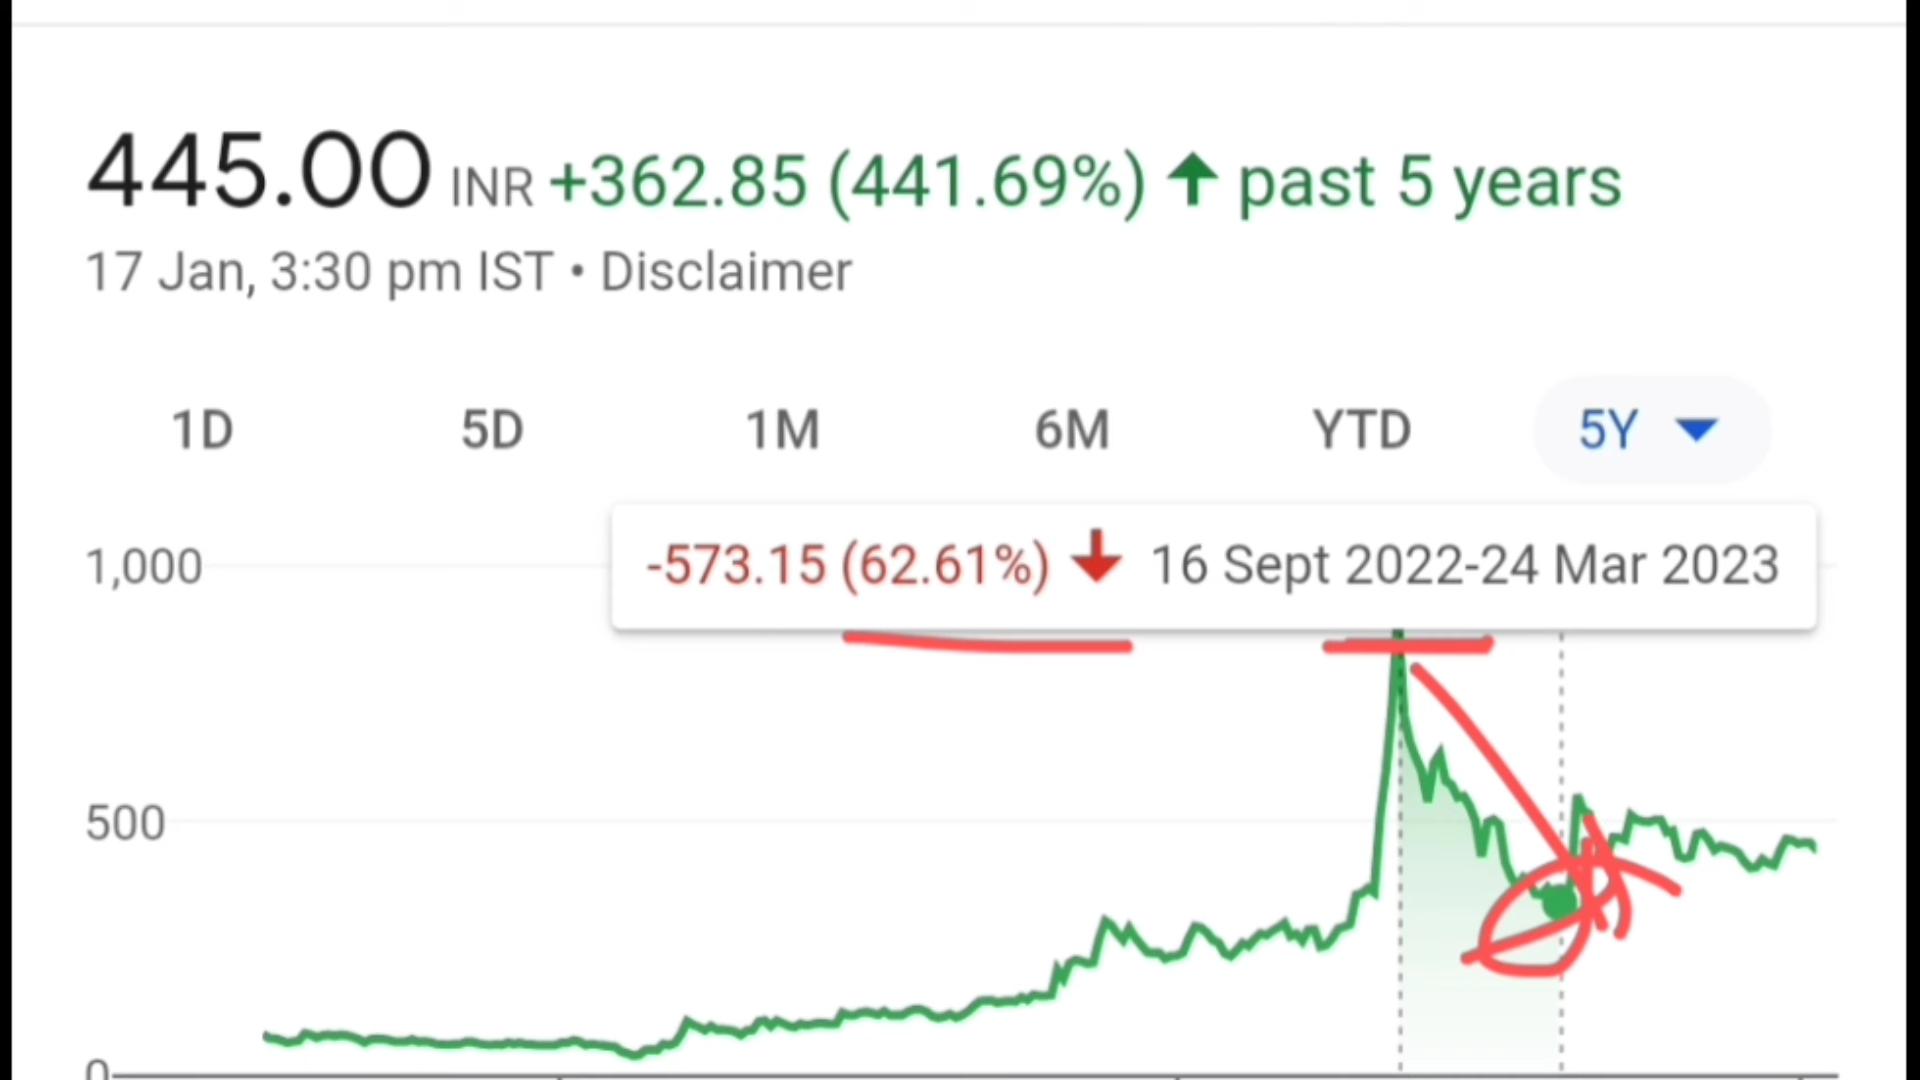 445.00 INR +362.85 (441.69%) ↑ past 5 years
17 Jan, 3:30 pm IST • Disclaimer
1D 5D 1M 6M YTD 5Y
1,000
-573.15 (62.61%) ↓ 16 Sept 2022-24 Mar 2023
500
0